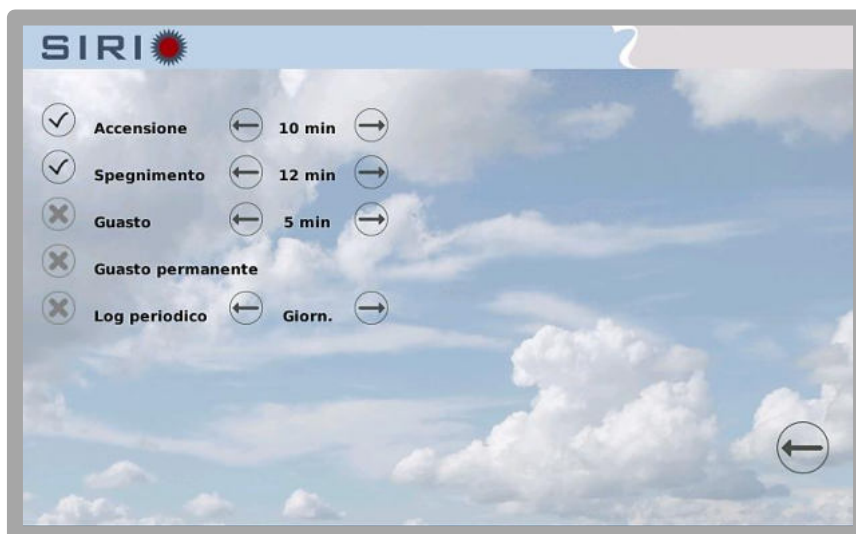 SIRI
Accensione 10 min
Spegnimento 12 min
Guasto 5 min
Guasto permanente
Log periodico Giorn.